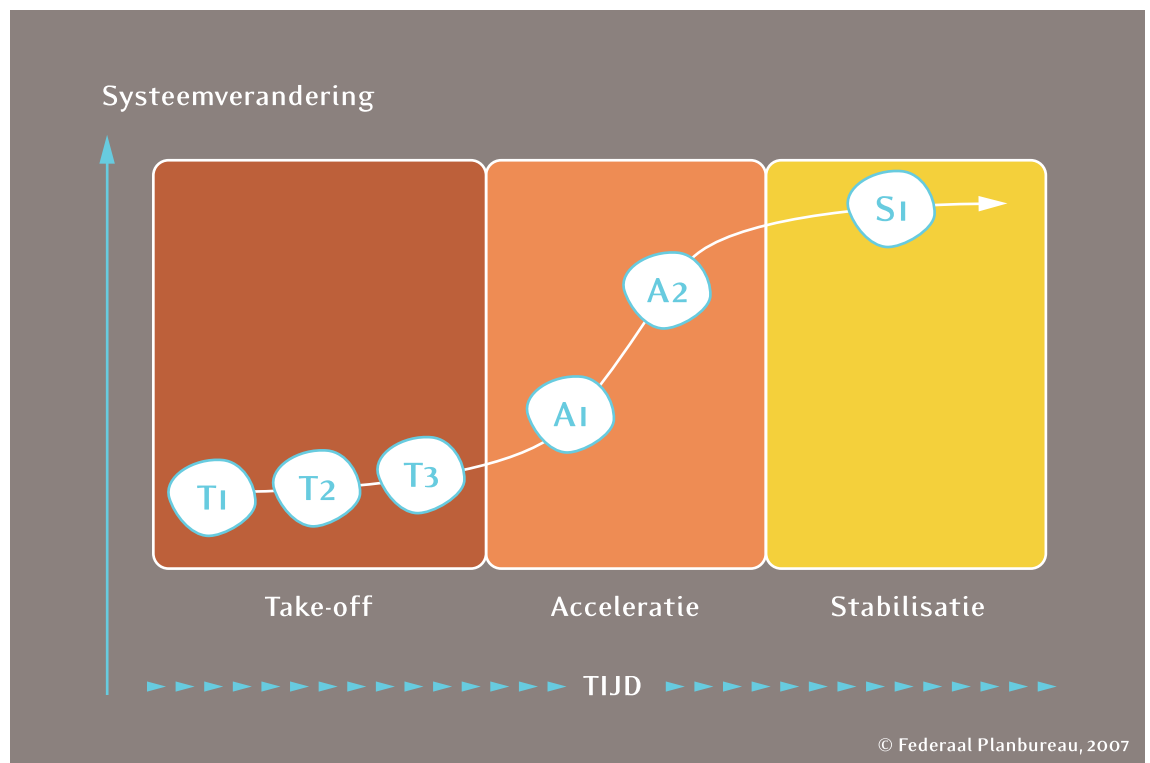 Systeemverandering
S1
A2
A1
T3
T2
T1
Take-off
Acceleratie
Stabilisatie
TIJD
© Federaal Planbureau, 2007